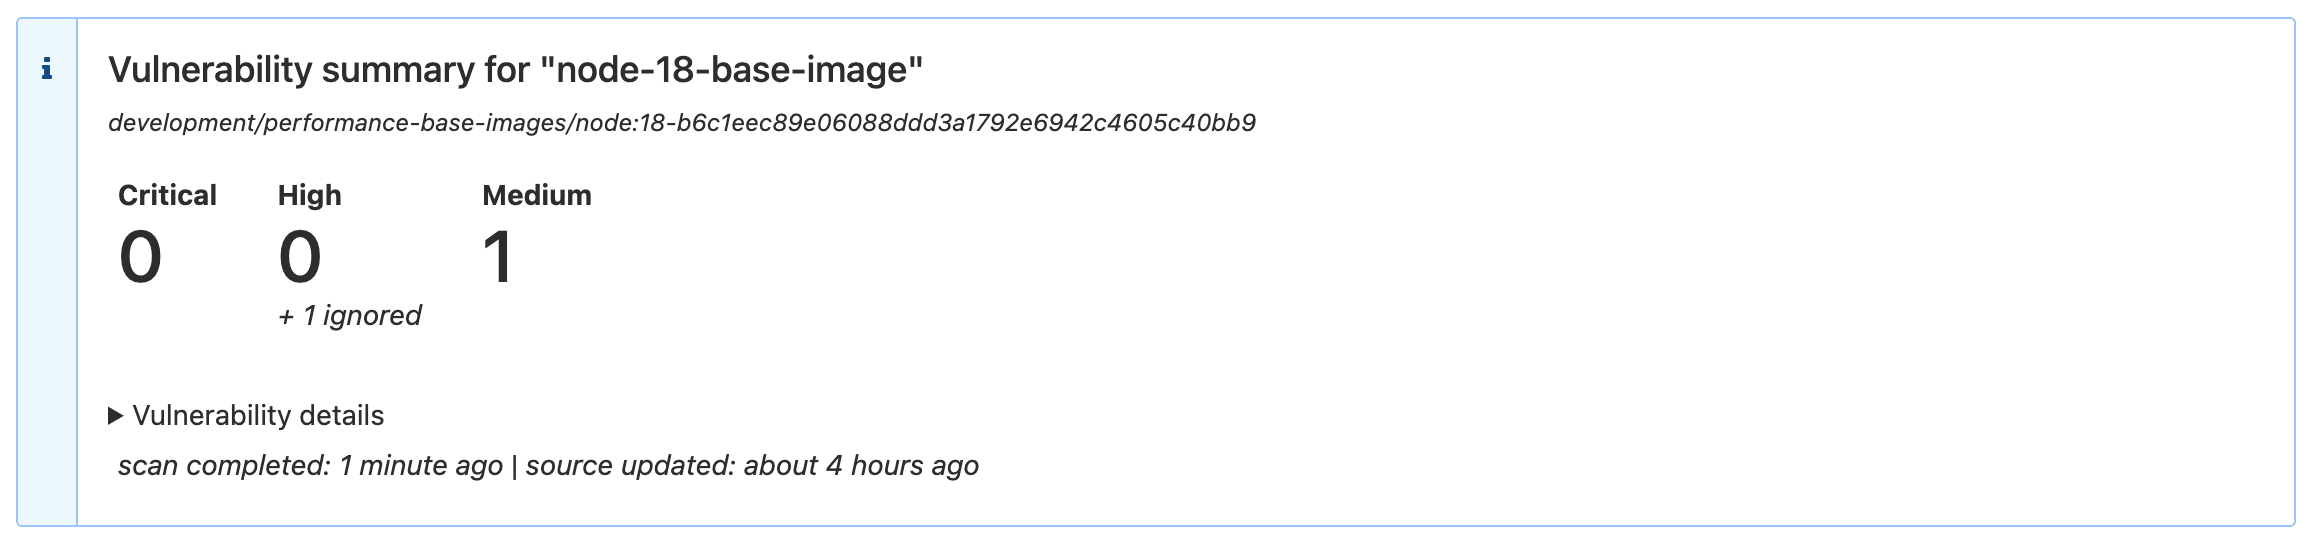 Vulnerability summary for "node-18-base-image"
development/performance-base-images/node:18-b6c1eec89e06088ddd3a1792e6942c4605c40bb9
Critical High Medium
0 0 1
+ 1 ignored
Vulnerability details
scan completed: 1 minute ago | source updated: about 4 hours ago